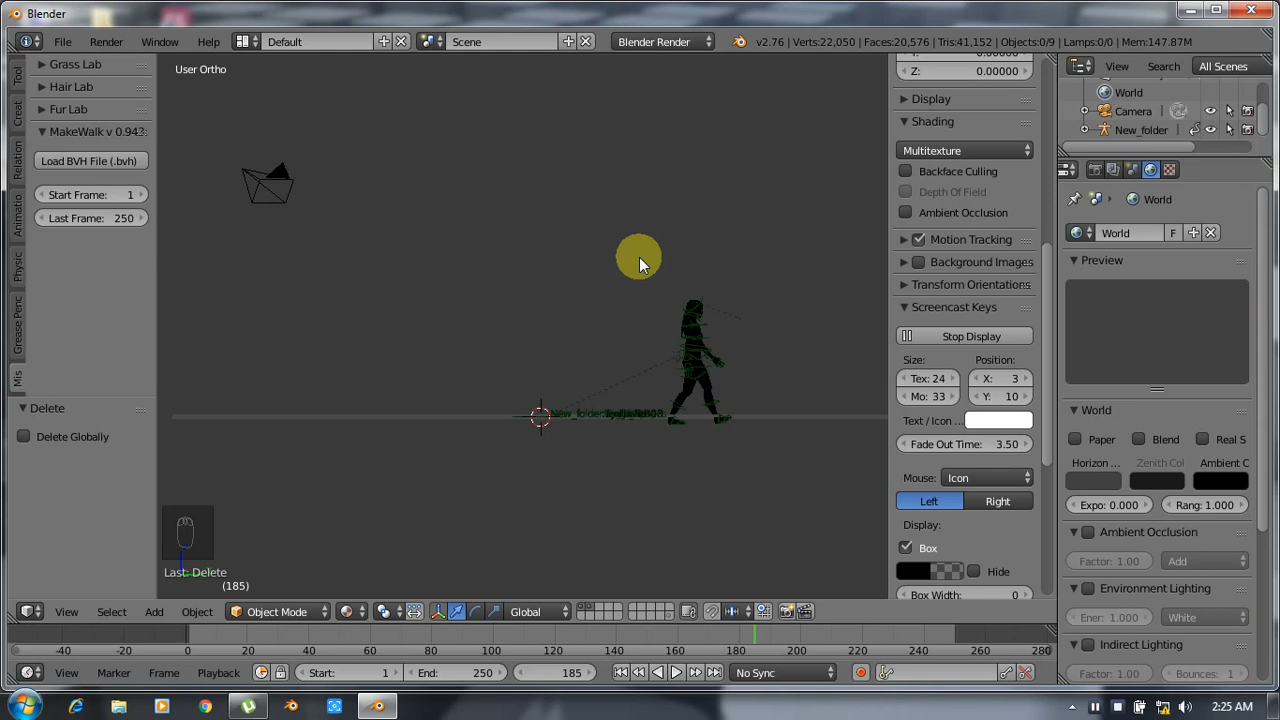 Blender
File Render Window Help Default Scene Blender Render v2.76 | Verts:22,050 | Faces:20,576 | Tris:41,152 | Objects:0/9 | Lamps:0/0 | Mem:147.87M
Grass Lab
Hair Lab
Fur Lab
MakeWalk v 0.943:
Load BVH File (.bvh)
Start Frame: 1
Last Frame: 250
Tool
Creat
Relation
Animatio
Physic
Grease Penc
Mis
Delete
Delete Globally
User Ortho
Last: Delete
(185)
0.00000
Z: 0.00000
Display
Shading
Multitexture
Backface Culling
Depth Of Field
Ambient Occlusion
Motion Tracking
Background Images
Transform Orientations
Screencast Keys
Stop Display
Size: Position:
Tex: 24 X: 3
Mo: 33 Y: 10
Text / Icon ...
Fade Out Time: 3.50
Mouse: Icon
Left Right
Display:
Box
Hide
Box Width: 0
View Search All Scenes
World
Camera
New_folder
World
World F
Preview
World
Paper Blend Real S
Horizon ... Zenith Col Ambient C
Expo: 0.000 Rang: 1.000
Ambient Occlusion
Factor: 1.00 Add
Environment Lighting
Ener: 1.000 White
Indirect Lighting
Factor: 1.00 Bounces: 1
View Select Add Object Object Mode Global
-40 -20 0 20 40 60 80 100 120 140 160 180 200 220 240 260 280
View Marker Frame Playback Start: 1 End: 250 185 No Sync
2:25 AM